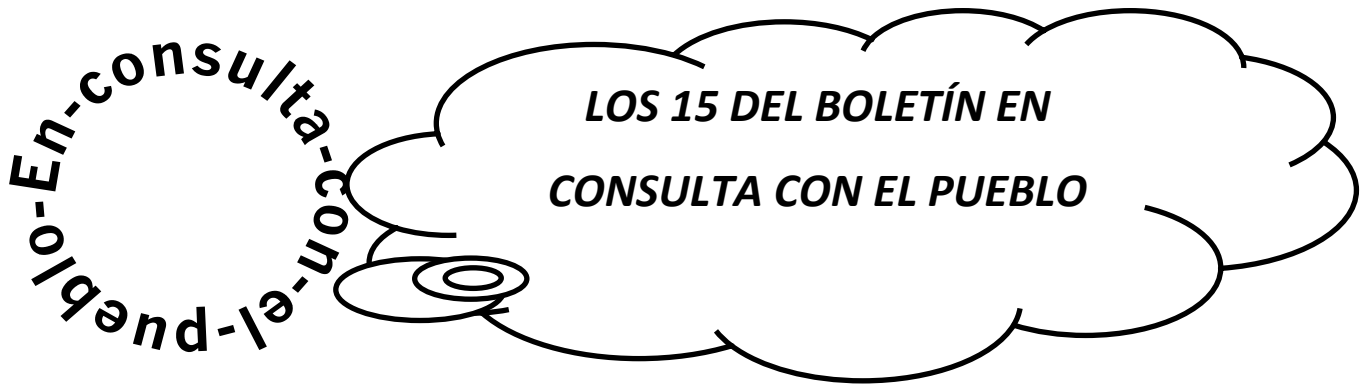 En-consulta-con-el-pueblo-
LOS 15 DEL BOLETÍN EN
CONSULTA CON EL PUEBLO